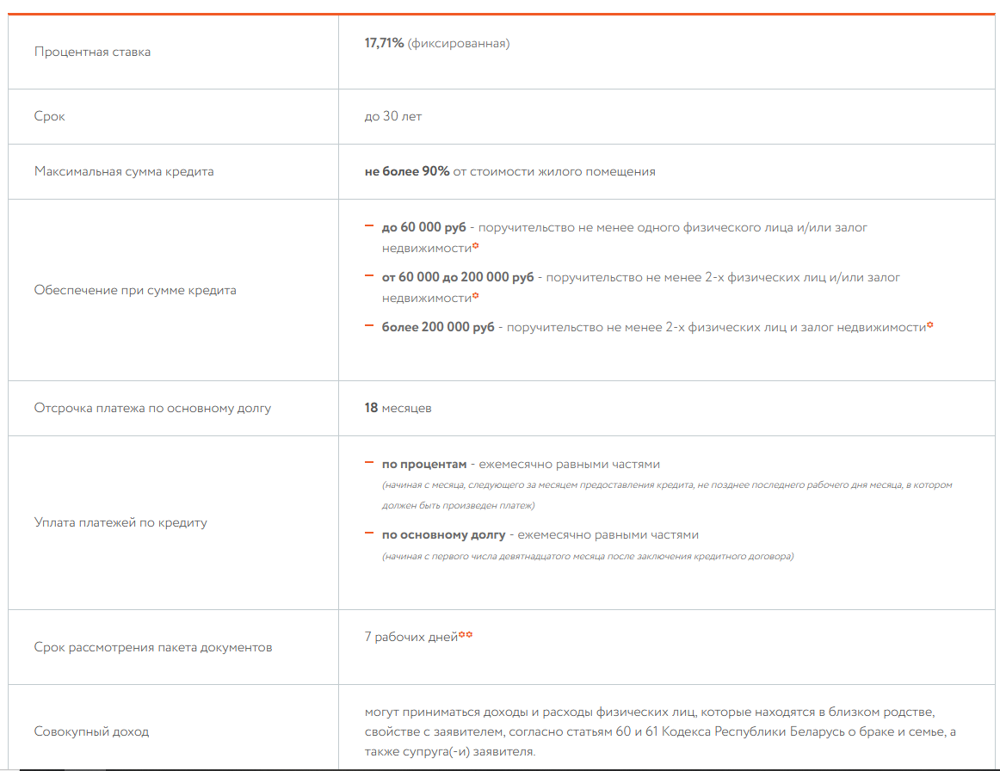 Процентная ставка
17,71% (фиксированная)
Срок
до 30 лет
Максимальная сумма кредита
не более 90% от стоимости жилого помещения
Обеспечение при сумме кредита
до 60 000 руб - поручительство не менее одного физического лица и/или залог
недвижимости*
от 60 000 до 200 000 руб - поручительство не менее 2-х физических лиц и/или залог
недвижимости*
более 200 000 руб - поручительство не менее 2-х физических лиц и залог недвижимости*
Отсрочка платежа по основному долгу
18 месяцев
Уплата платежей по кредиту
по процентам - ежемесячно равными частями
(начиная с месяца, следующего за месяцем предоставления кредита, не позднее последнего рабочего дня месяца, в котором
должен быть произведен платеж)
по основному долгу - ежемесячно равными частями
(начиная с первого числа девятнадцатого месяца после заключения кредитного договора)
Срок рассмотрения пакета документов
7 рабочих дней**
Совокупный доход
могут приниматься доходы и расходы физических лиц, которые находятся в близком родстве,
свойстве с заявителем, согласно статьям 60 и 61 Кодекса Республики Беларусь о браке и семье, а
также супруга(-и) заявителя.